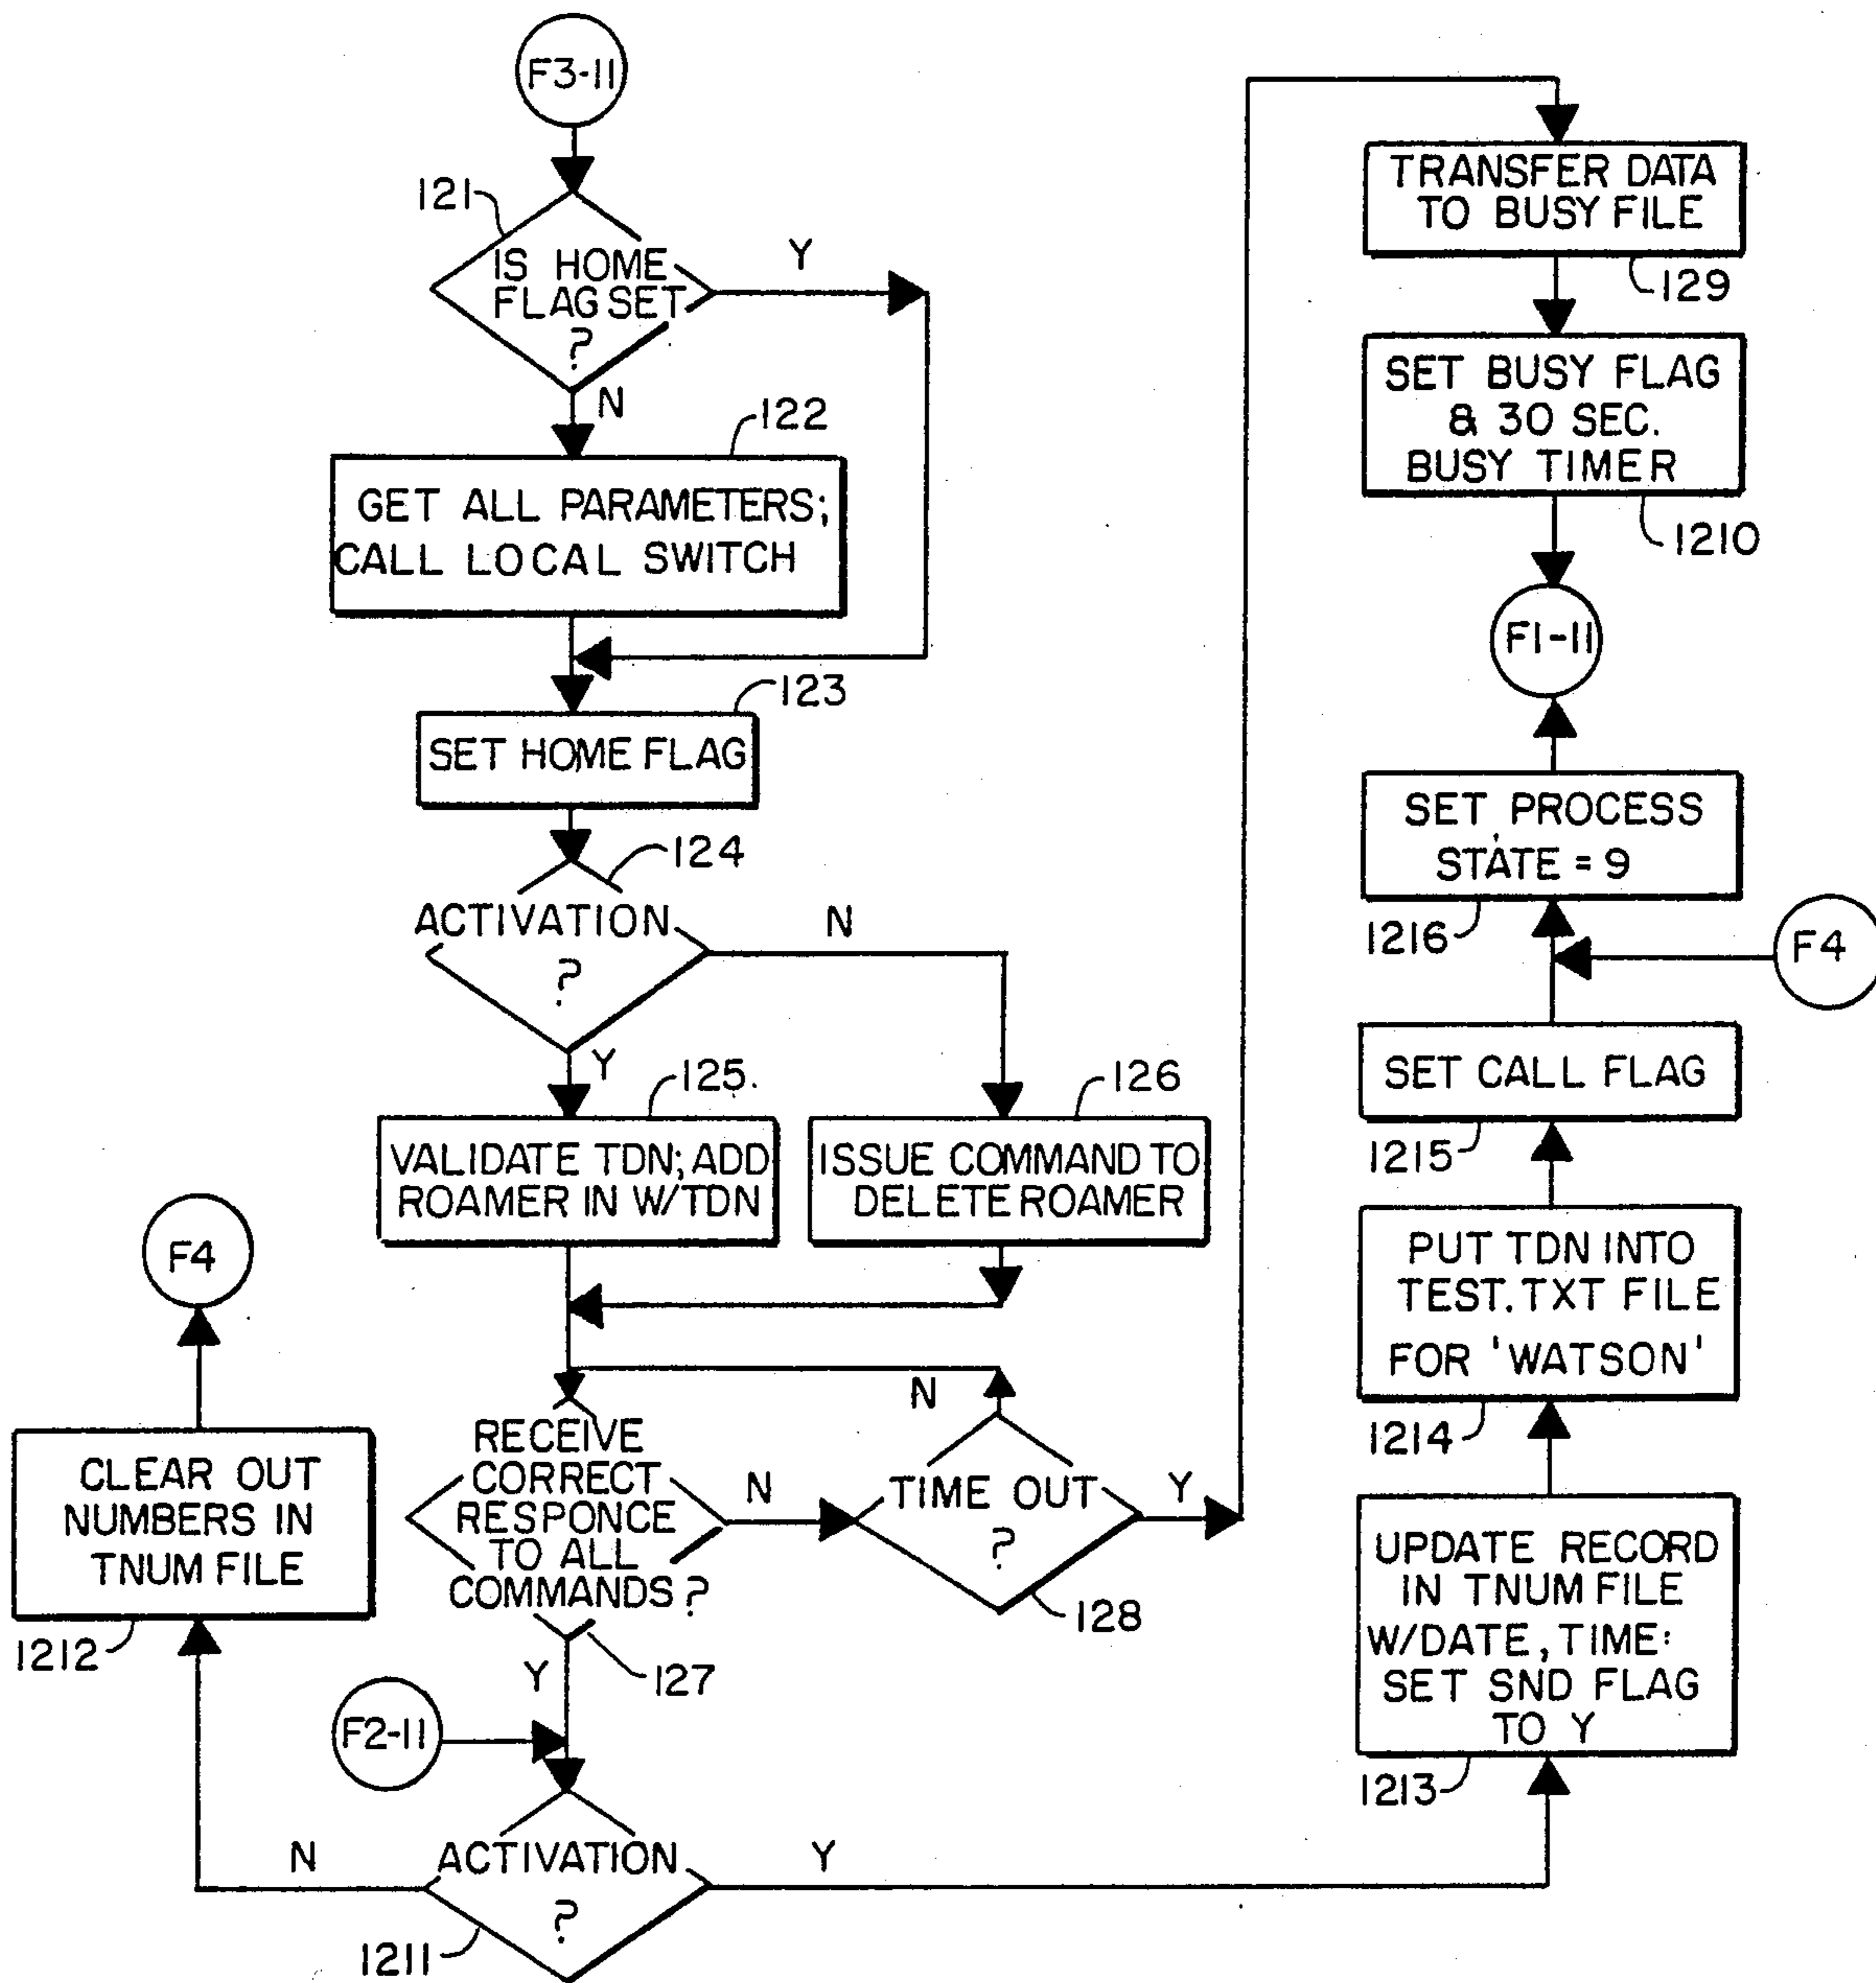 F3-11
121
IS HOME
FLAG SET
?
Y
N
122
GET ALL PARAMETERS;
CALL LOCAL SWITCH
123
SET HOME FLAG
124
ACTIVATION
?
N
Y
125.
VALIDATE TDN; ADD
ROAMER IN W/TDN
126
ISSUE COMMAND TO
DELETE ROAMER
F4
N
RECEIVE
CORRECT
RESPONCE
TO ALL
COMMANDS?
N
TIME OUT
?
Y
128
127
Y
CLEAR OUT
NUMBERS IN
TNUM FILE
1212
F2-11
N
ACTIVATION
?
Y
1211
TRANSFER DATA
TO BUSY FILE
129
SET BUSY FLAG
& 30 SEC.
BUSY TIMER
1210
F1-11
SET PROCESS
STATE = 9
1216
F4
SET CALL FLAG
1215
PUT TDN INTO
TEST.TXT FILE
FOR 'WATSON'
1214
UPDATE RECORD
IN TNUM FILE
W/DATE, TIME:
SET SND FLAG
TO Y
1213